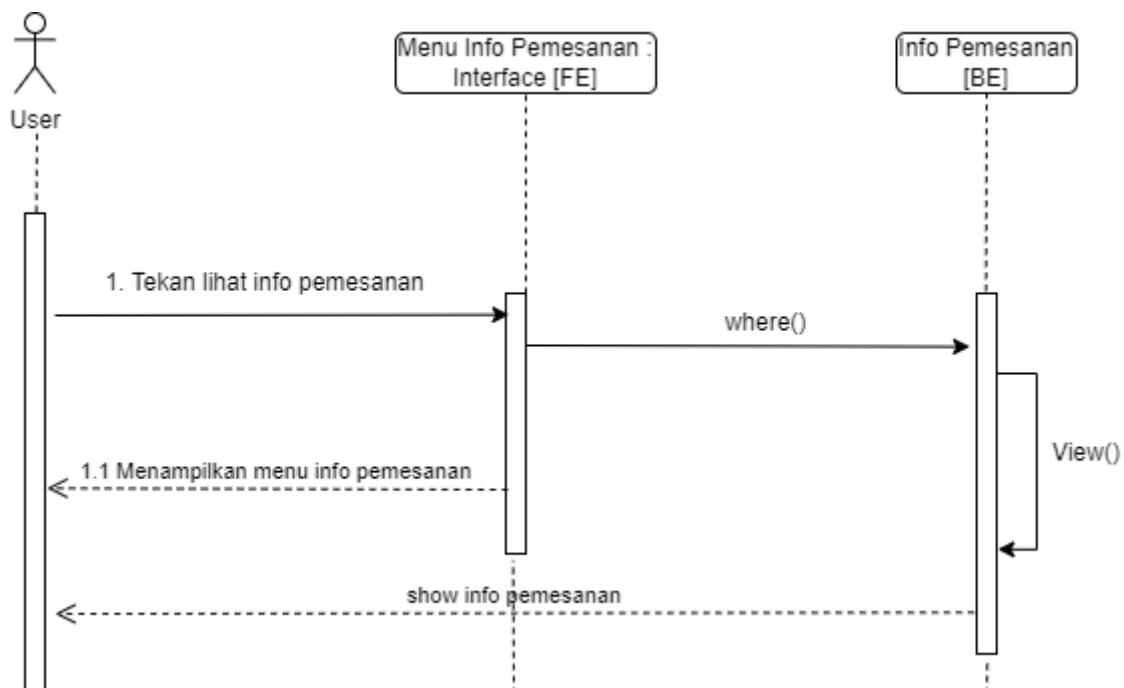 User
Menu Info Pemesanan :
Interface [FE]
Info Pemesanan
[BE]
1. Tekan lihat info pemesanan
where()
View()
1.1 Menampilkan menu info pemesanan
show info pemesanan